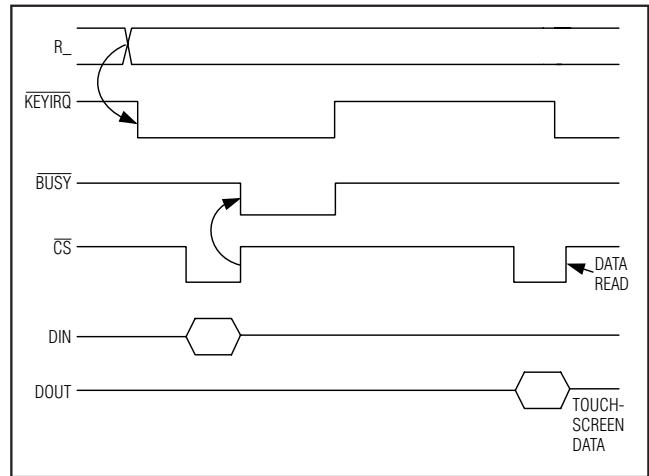 R_
KEYIRQ
BUSY
CS
DATA
READ
DIN
DOUT
TOUCH-
SCREEN
DATA